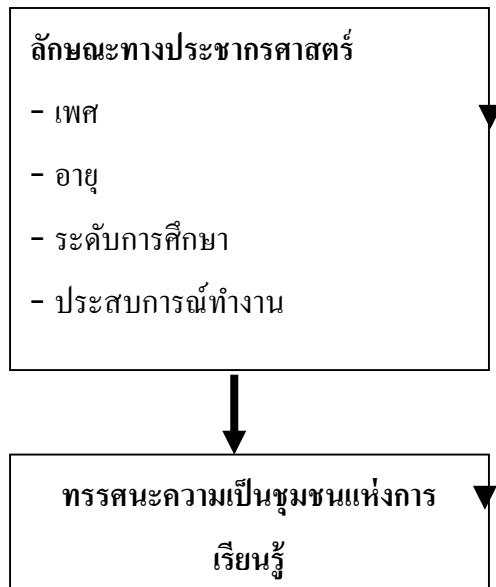 ลักษณะทางประชากรศาสตร์
- เพศ
- อายุ
- ระดับการศึกษา
- ประสบการณ์ทำงาน
ทรรศนะความเป็นชุมชนแห่งการ
เรียนรู้